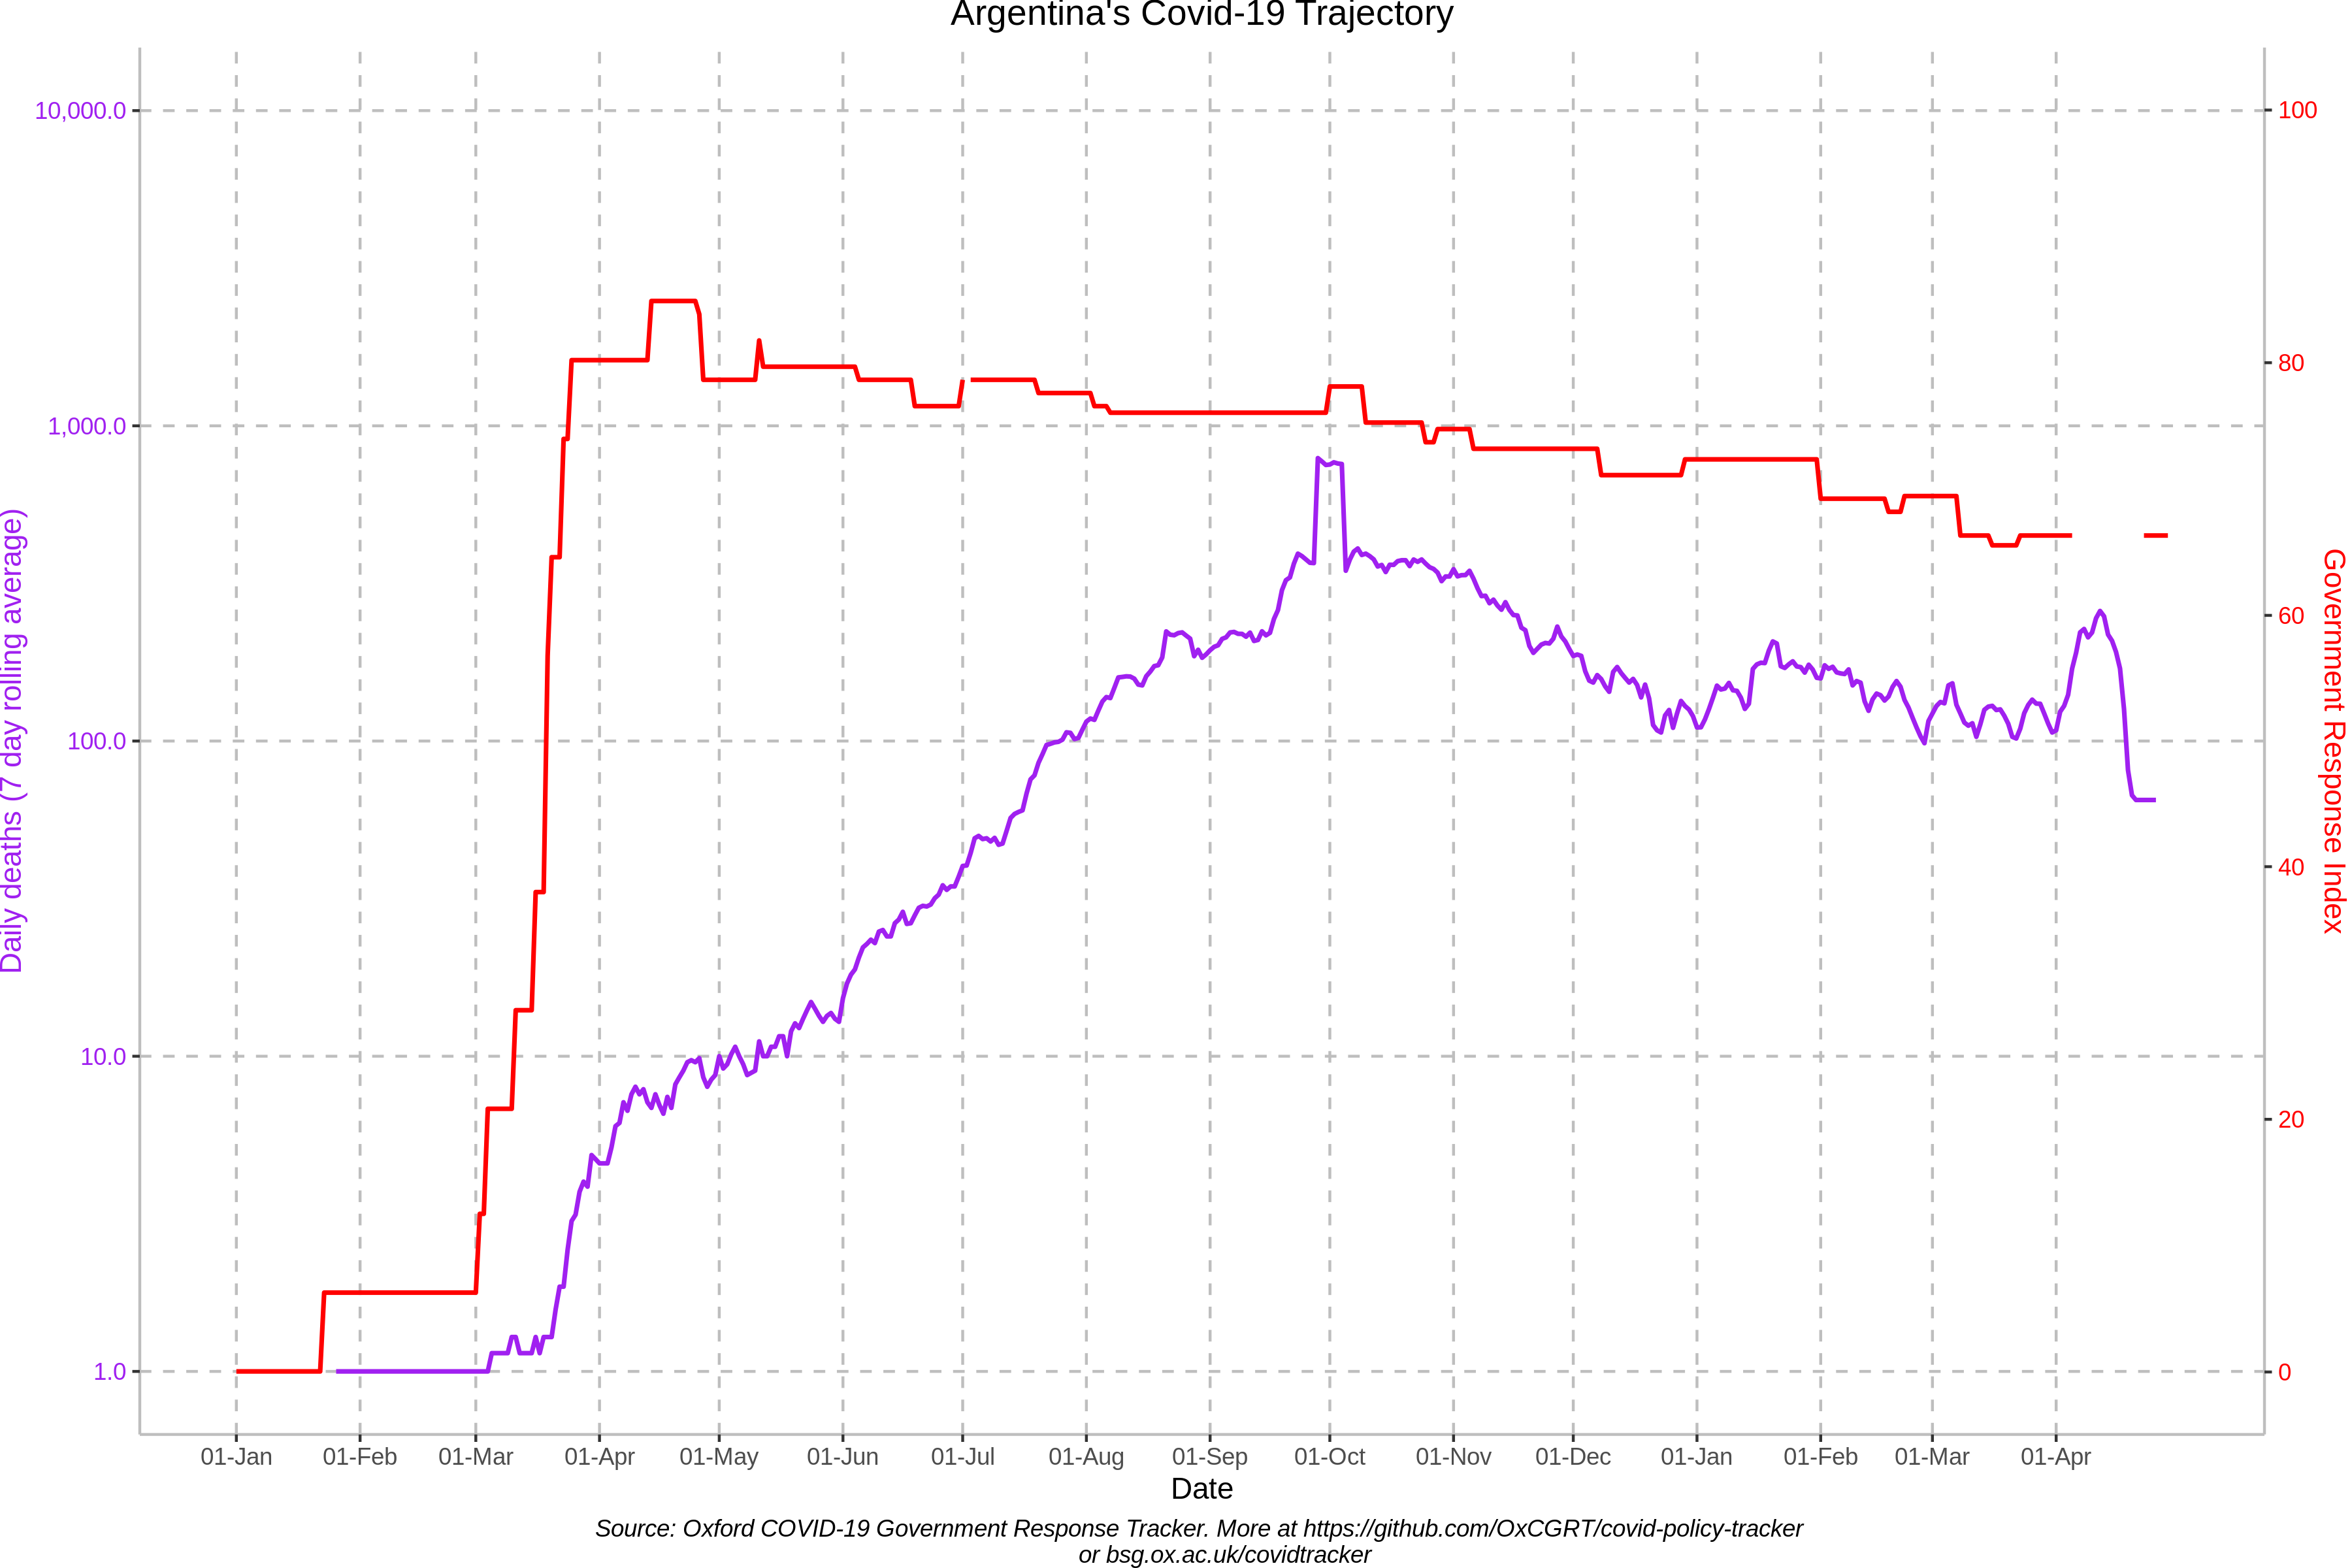 Argentina's Covid-19 Trajectory
10,000.0
1,000.0
100.0
10.0
1.0
Daily deaths (7 day rolling average)
100
80
60
40
20
0
Government Response Index
01-Jan 01-Feb 01-Mar 01-Apr 01-May 01-Jun 01-Jul 01-Aug 01-Sep 01-Oct 01-Nov 01-Dec 01-Jan 01-Feb 01-Mar 01-Apr
Date
Source: Oxford COVID-19 Government Response Tracker. More at https://github.com/OxCGRT/covid-policy-tracker
or bsg.ox.ac.uk/covidtracker